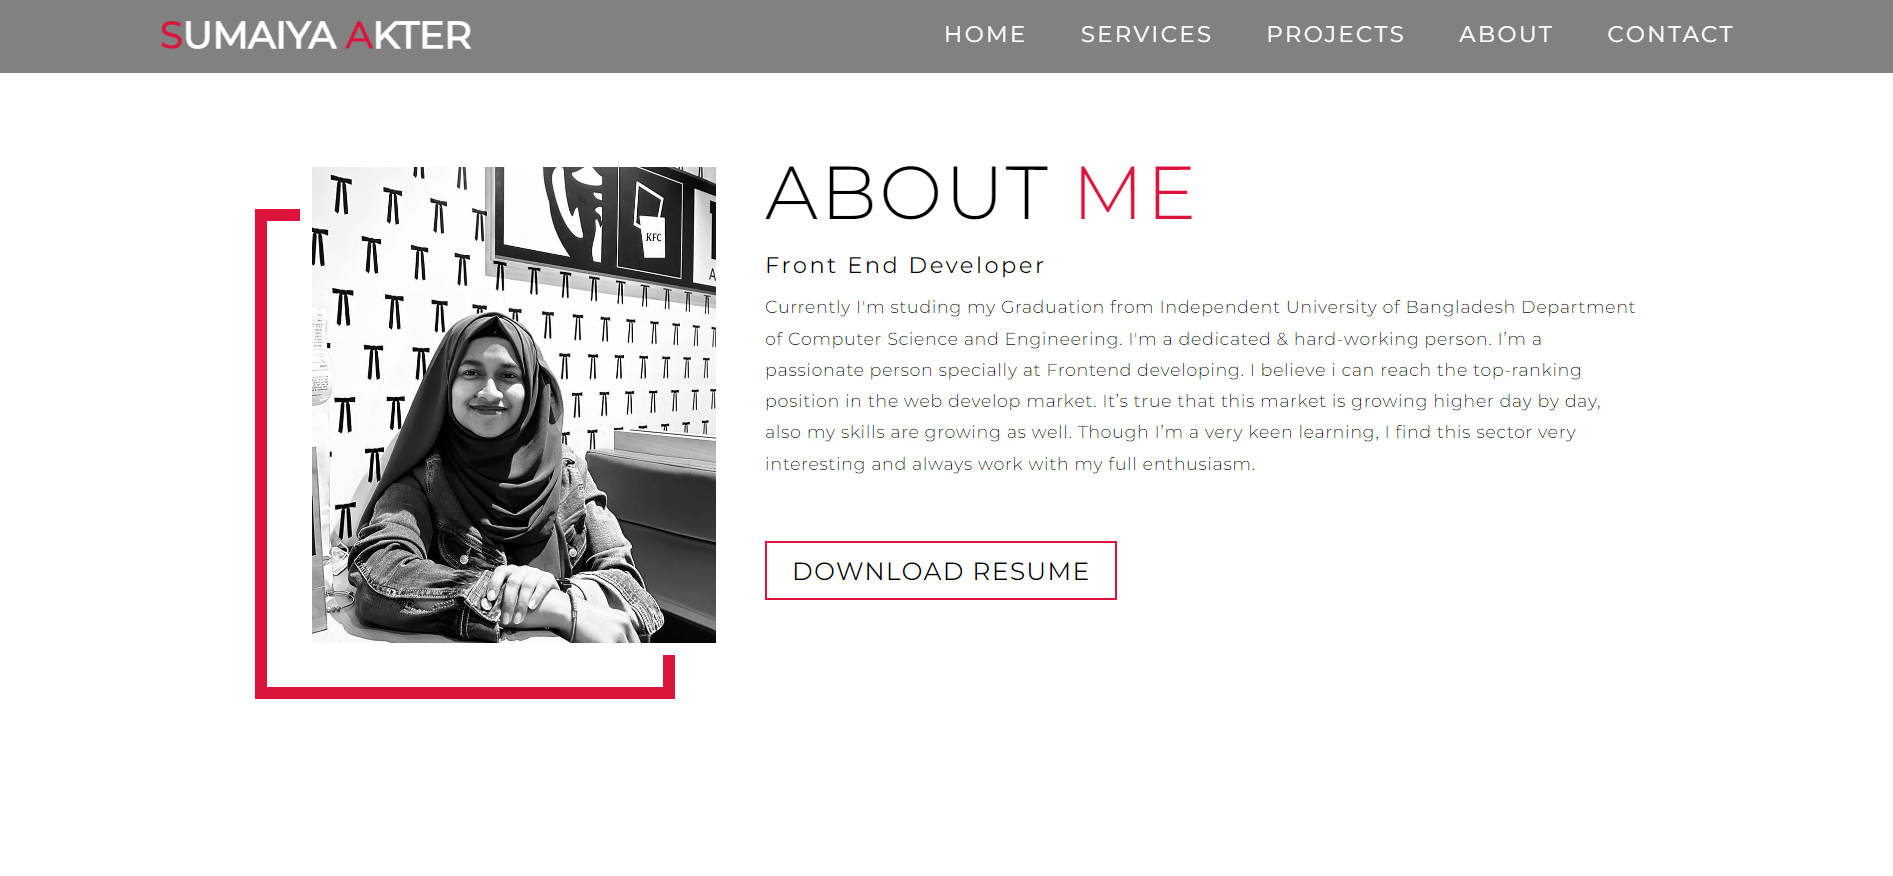 SUMAIYA AKTER
HOME SERVICES PROJECTS ABOUT CONTACT
ABOUT ME
Front End Developer
Currently I'm studing my Graduation from Independent University of Bangladesh Department
of Computer Science and Engineering. I'm a dedicated & hard-working person. I’m a
passionate person specially at Frontend developing. I believe i can reach the top-ranking
position in the web develop market. It’s true that this market is growing higher day by day,
also my skills are growing as well. Though I’m a very keen learning, I find this sector very
interesting and always work with my full enthusiasm.
DOWNLOAD RESUME
KFC